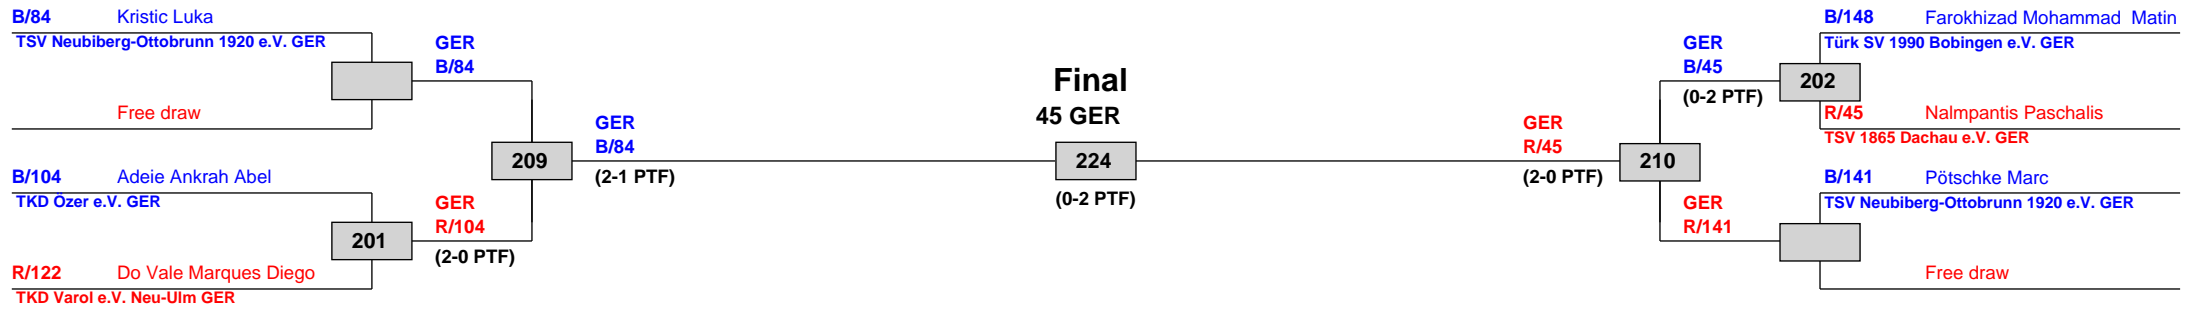 B/84 Kristic Luka
TSV Neubiberg-Ottobrunn 1920 e.V. GER
Free draw
B/104 Adeie Ankrah Abel
TKD Özer e.V. GER
201
R/122 Do Vale Marques Diego
TKD Varol e.V. Neu-Ulm GER
GER
B/84
GER
R/104
(2-0 PTF)
209
GER
B/84
(2-1 PTF)
Final
45 GER
224
(0-2 PTF)
GER
R/45
(2-0 PTF)
210
GER
B/45
(0-2 PTF)
GER
R/141
B/148 Farokhizad Mohammad Matin
Türk SV 1990 Bobingen e.V. GER
202
R/45 Nalmpantis Paschalis
TSV 1865 Dachau e.V. GER
B/141 Pötschke Marc
TSV Neubiberg-Ottobrunn 1920 e.V. GER
Free draw